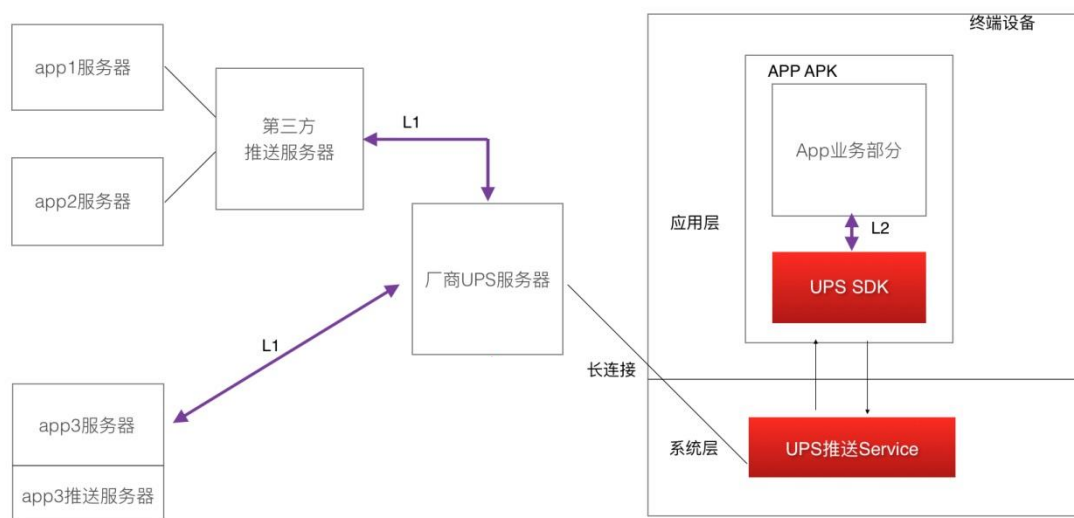 app1服务器
app2服务器
第三方
推送服务器
L1
厂商UPS服务器
L1
app3服务器
app3推送服务器
长连接
终端设备
APP APK
App业务部分
应用层
L2
UPS SDK
系统层
UPS推送Service